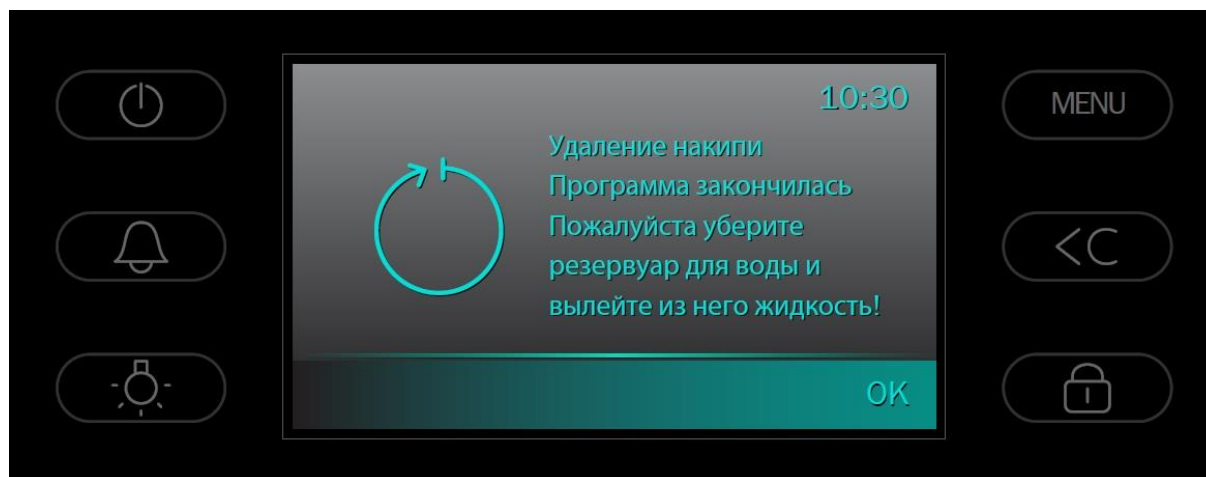 10:30
Удаление накипи
Программа закончилась
Пожалуйста уберите
резервуар для воды и
вылейте из него жидкость!
OK
MENU
<C